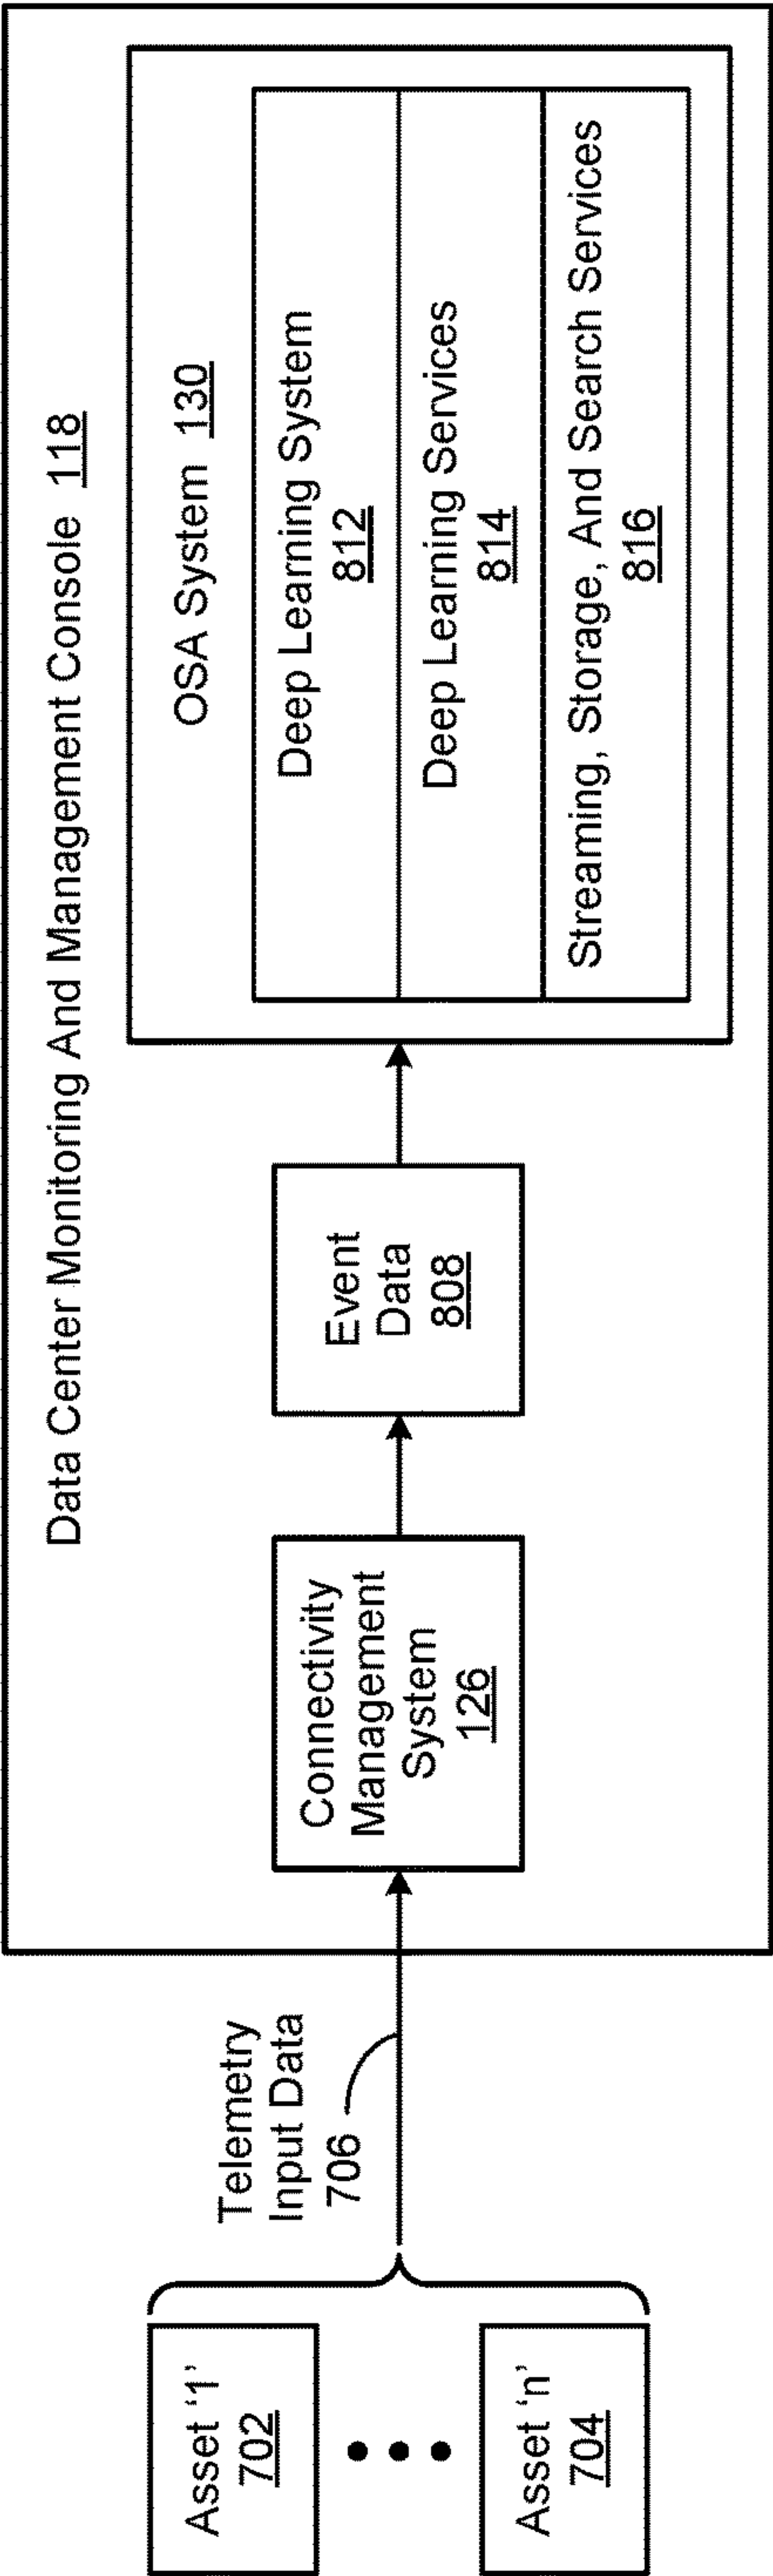 Data Center Monitoring And Management Console 118
Asset ‘1’
702
Asset ‘n’
704
Telemetry
Input Data
706
Connectivity
Management
System
126
Event
Data
808
OSA System 130
Deep Learning System
812
Deep Learning Services
814
Streaming, Storage, And Search Services
816